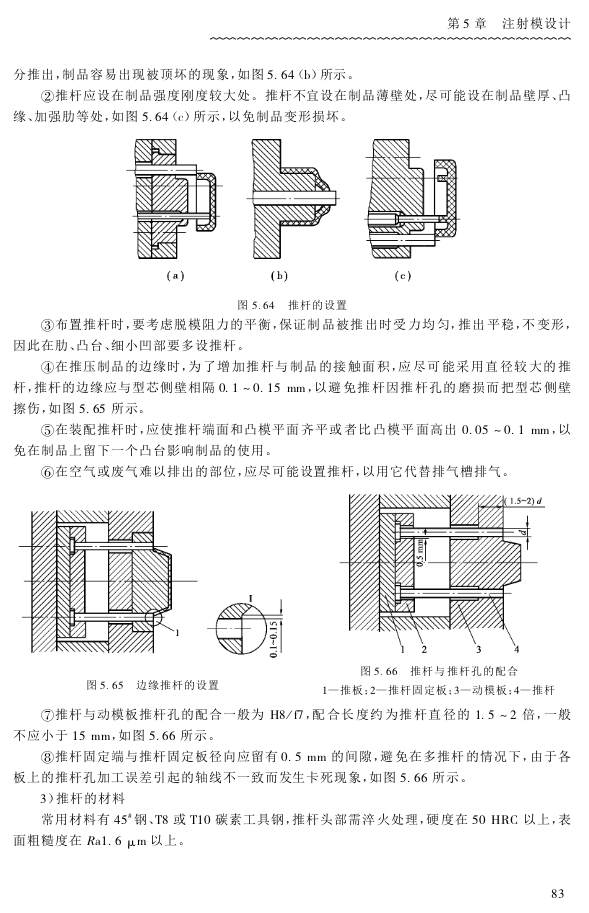 第 5 章　注射模设计
分推出,制品容易出现被顶坏的现象,如图 5.64(b)所示。
②推杆应设在制品强度刚度较大处。推杆不宜设在制品薄壁处,尽可能设在制品壁厚、凸
缘、加强肋等处,如图 5.64(c)所示,以免制品变形损坏。
(a)
(b)
(c)
图 5.64　推杆的设置
③布置推杆时,要考虑脱模阻力的平衡,保证制品被推出时受力均匀,推出平稳,不变形,
因此在肋、凸台、细小凹部要多设推杆。
④在推压制品的边缘时,为了增加推杆与制品的接触面积,应尽可能采用直径较大的推
杆,推杆的边缘应与型芯侧壁相隔 0.1 ~ 0.15 mm,以避免推杆因推杆孔的磨损而把型芯侧壁
擦伤,如图 5.65 所示。
⑤在装配推杆时,应使推杆端面和凸模平面齐平或者比凸模平面高出 0.05 ~ 0.1 mm,以
免在制品上留下一个凸台影响制品的使用。
⑥在空气或废气难以排出的部位,应尽可能设置推杆,以用它代替排气槽排气。
1
I
0.1~0.15
图 5.65　边缘推杆的设置
(1.5~2)d
d
0.5 mm
1
2
3
4
图 5.66　推杆与推杆孔的配合
1—推板;2—推杆固定板;3—动模板;4—推杆
⑦推杆与动模板推杆孔的配合一般为 H8/f7,配合长度约为推杆直径的 1.5 ~ 2 倍,一般
不应小于 15 mm,如图 5.66 所示。
⑧推杆固定端与推杆固定板径向应留有 0.5 mm 的间隙,避免在多推杆的情况下,由于各
板上的推杆孔加工误差引起的轴线不一致而发生卡死现象,如图 5.66 所示。
3)推杆的材料
常用材料有 45#钢、T8 或 T10 碳素工具钢,推杆头部需淬火处理,硬度在 50 HRC 以上,表
面粗糙度在 Ra1.6 μm 以上。
83